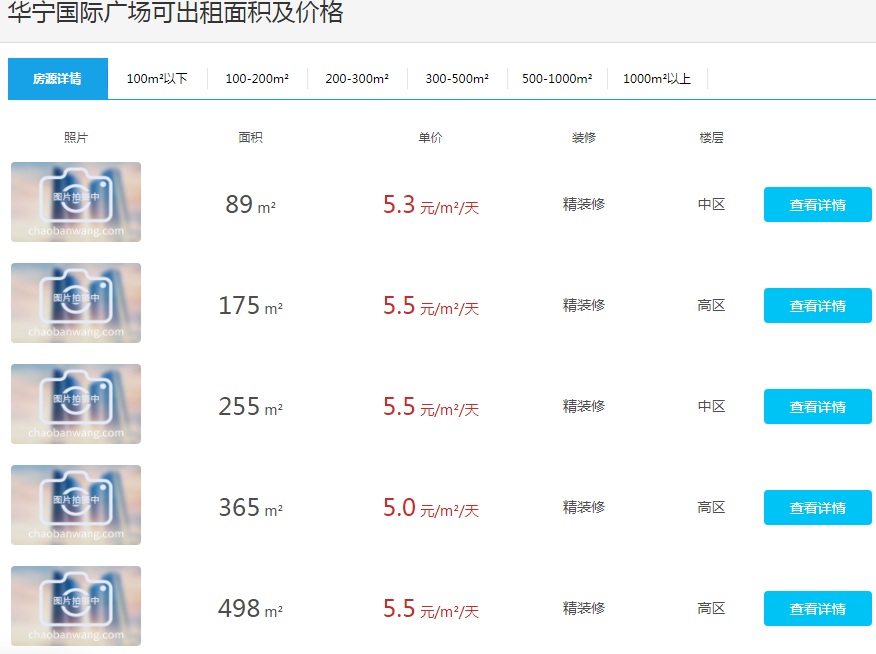 华宁国际广场可出租面积及价格
房源详情 100m²以下 100-200m² 200-300m² 300-500m² 500-1000m² 1000m²以上
照片 面积 单价 装修 楼层
图片拍摄中
chaobanwang.com
89 m² 5.3 元/m²/天 精装修 中区 查看详情
图片拍摄中
chaobanwang.com
175 m² 5.5 元/m²/天 精装修 高区 查看详情
图片拍摄中
chaobanwang.com
255 m² 5.5 元/m²/天 精装修 中区 查看详情
图片拍摄中
chaobanwang.com
365 m² 5.0 元/m²/天 精装修 高区 查看详情
图片拍摄中
chaobanwang.com
498 m² 5.5 元/m²/天 精装修 高区 查看详情